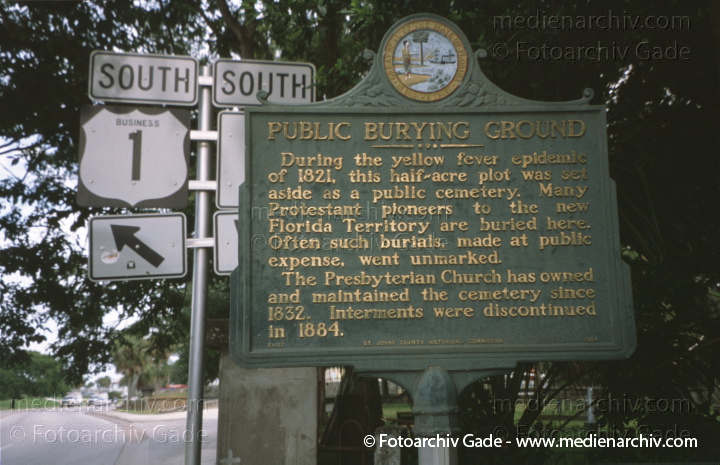 SOUTH
SOUTH
BUSINESS
1
PUBLIC BURYING GROUND
During the yellow fever epidemic
of 1821, this half-acre plot was set
aside as a public cemetery. Many
Protestant pioneers to the new
Florida Territory are buried here.
Often such burials, made at public
expense, went unmarked.
The Presbyterian Church has owned
and maintained the cemetery since
1832. Interments were discontinued
in 1884.
ST. JOHNS COUNTY HISTORICAL COMMISSION
medienarchiv.com
© Fotoarchiv Gade
medienarchiv.com
© Fotoarchiv Gade
medienarchiv.com
© Fotoarchiv Gade
© Fotoarchiv Gade - www.medienarchiv.com